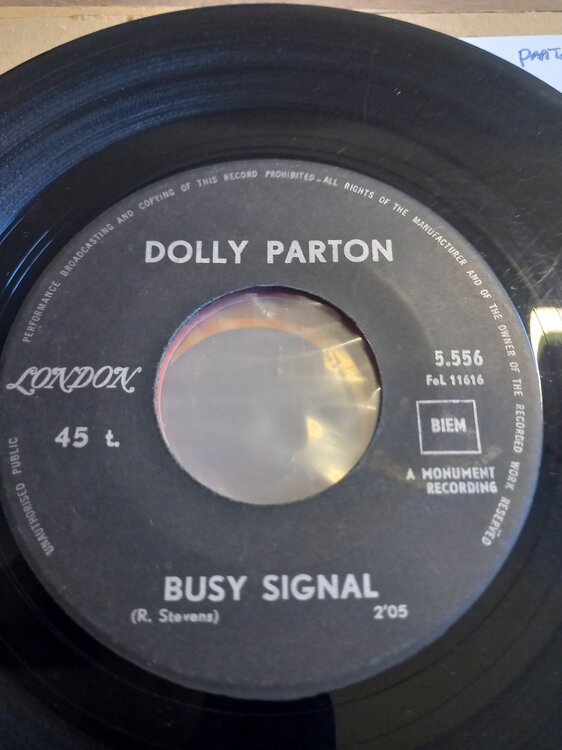 PART
UNAUTHORISED PUBLIC PERFORMANCE BROADCASTING AND COPYING OF THIS RECORD PROHIBITED_ALL RIGHTS OF THE MANUFACTURER AND OF THE OWNER OF THE RECORDED WORK RESERVED
DOLLY PARTON
LONDON
45 t.
5.556
FoL 11616
BIEM
A MONUMENT
RECORDING
BUSY SIGNAL
(R. Stevens) 2'05